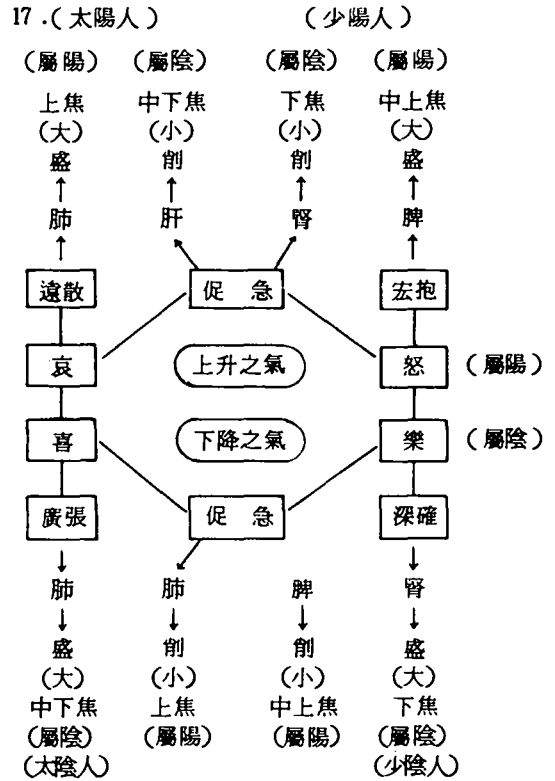 17.(太陽人) (少陽人)
(屬陽) (屬陰) (屬陰) (屬陽)
上焦 中下焦 下焦 中上焦
(大) (小) (小) (大)
盛 削 削 盛
肺 肝 腎 脾
遠散 促急 宏抱
哀 上升之氣 怒 (屬陽)
喜 下降之氣 樂 (屬陰)
廣張 促急 深確
肺 肺 脾 腎
盛 削 削 盛
(大) (小) (小) (大)
中下焦 上焦 中上焦 下焦
(屬陰) (屬陽) (屬陽) (屬陰)
(太陰人) (少陰人)